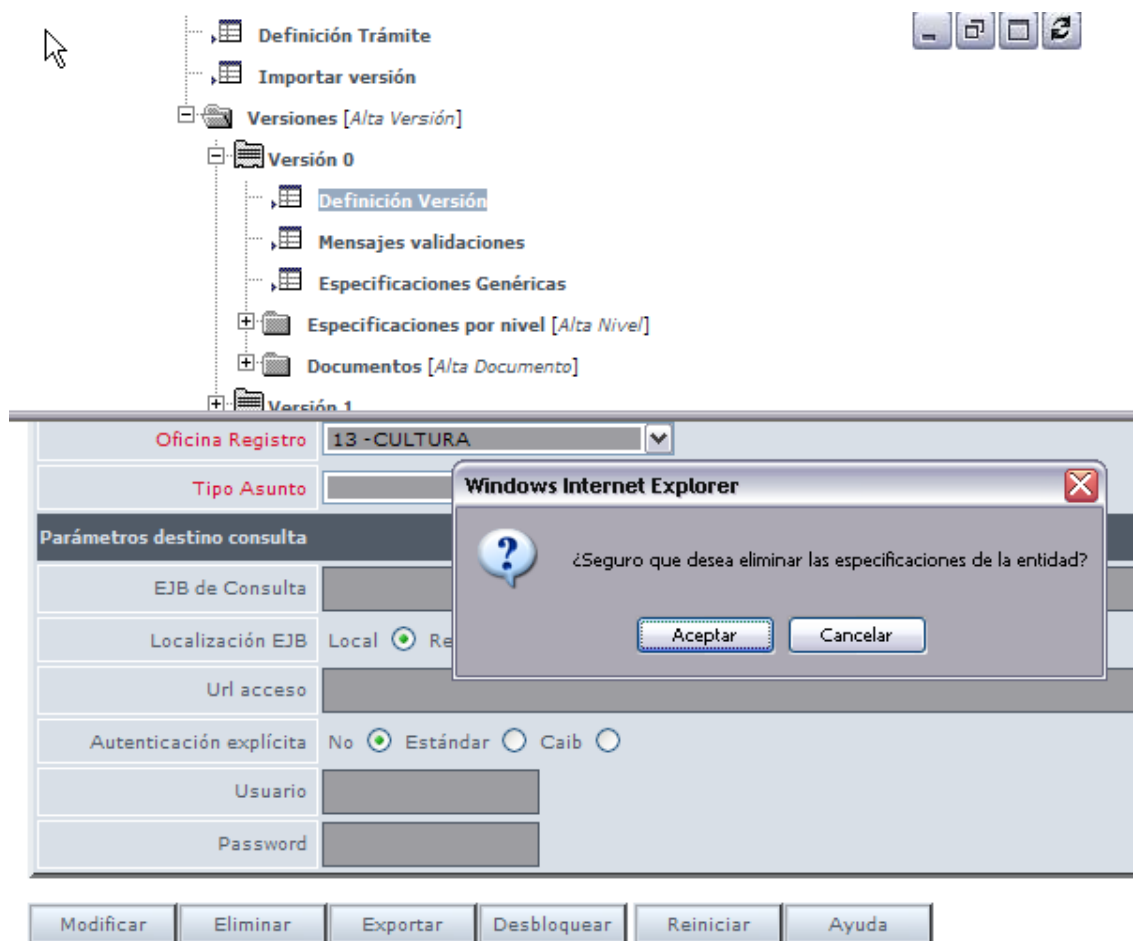 Definición Trámite
Importar versión
Versiones [Alta Versión]
Versión 0
Definición Versión
Mensajes validaciones
Especificaciones Genéricas
Especificaciones por nivel [Alta Nivel]
Documentos [Alta Documento]
Versión 1
Oficina Registro 13 -CULTURA
Tipo Asunto
Windows Internet Explorer
¿Seguro que desea eliminar las especificaciones de la entidad?
Aceptar Cancelar
Parámetros destino consulta
EJB de Consulta
Localización EJB Local Re
Url acceso
Autenticación explícita No Estándar Caib
Usuario
Password
Modificar Eliminar Exportar Desbloquear Reiniciar Ayuda